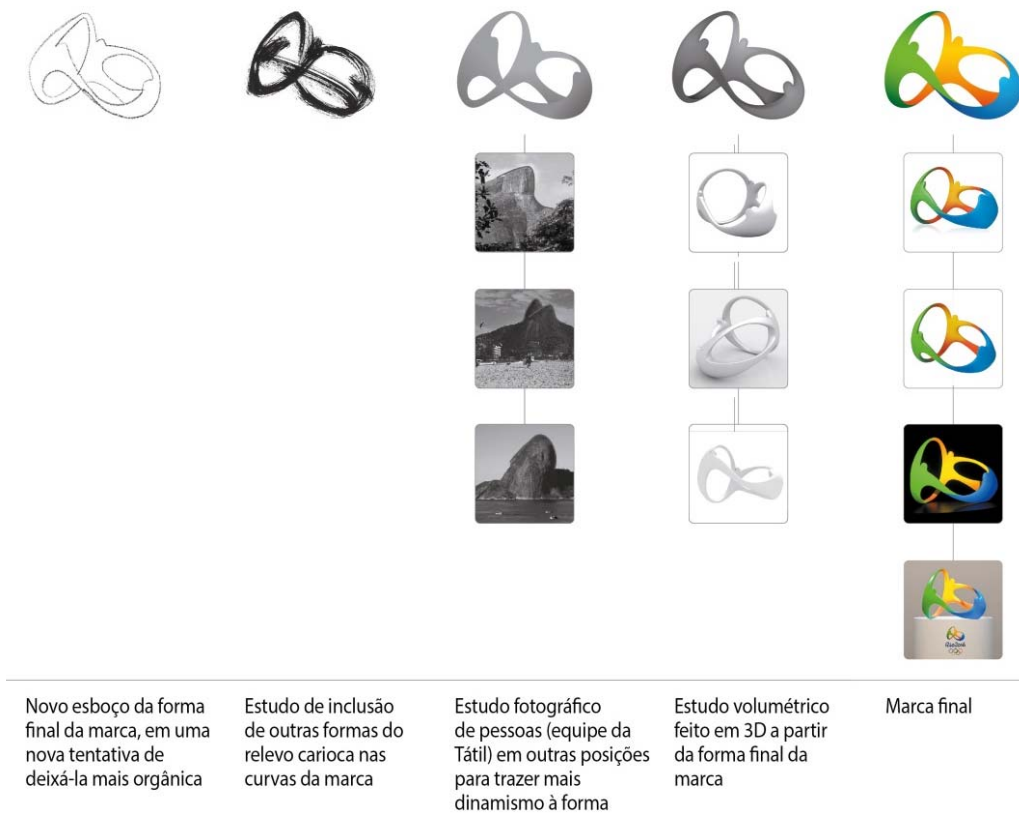 Rio2016
Novo esboço da forma
final da marca, em uma
nova tentativa de
deixá-la mais orgânica
Estudo de inclusão
de outras formas do
relevo carioca nas
curvas da marca
Estudo fotográfico
de pessoas (equipe da
Tátil) em outras posições
para trazer mais
dinamismo à forma
Estudo volumétrico
feito em 3D a partir
da forma final da
marca
Marca final